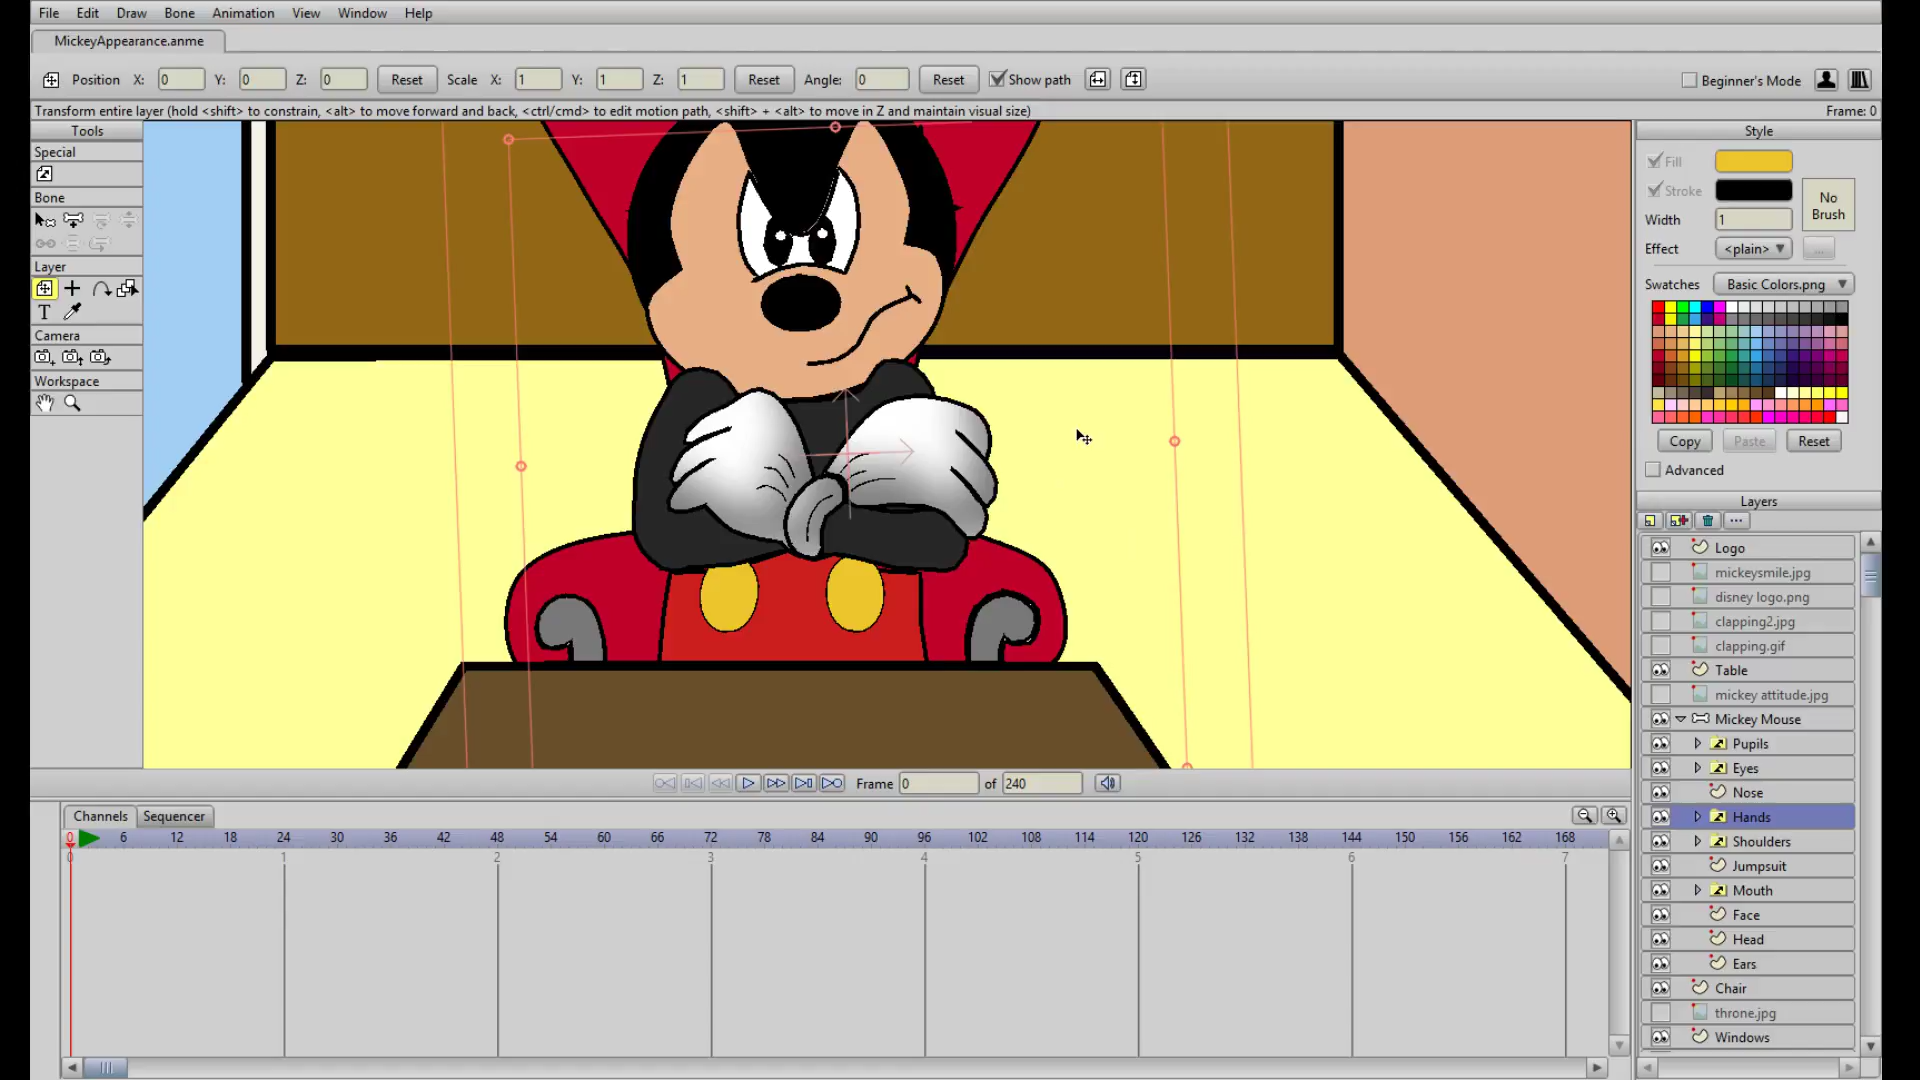 File Edit Draw Bone Animation View Window Help
MickeyAppearance.anme
Position X: 0 Y: 0 Z: 0 Reset Scale X: 1 Y: 1 Z: 1 Reset Angle: 0 Reset Show path Beginner's Mode
Transform entire layer (hold <shift> to constrain, <alt> to move forward and back, <ctrl/cmd> to edit motion path, <shift> + <alt> to move in Z and maintain visual size) Frame: 0
Tools
Special
Bone
Layer
T
Camera
Workspace
Style
Fill
Stroke
No
Brush
Width 1
Effect <plain> ...
Swatches Basic Colors.png
Copy Paste Reset
Advanced
Layers
Logo
mickeysmile.jpg
disney logo.png
clapping2.jpg
clapping.gif
Table
mickey attitude.jpg
Mickey Mouse
Pupils
Eyes
Nose
Hands
Shoulders
Jumpsuit
Mouth
Face
Head
Ears
Chair
throne.jpg
Windows
Frame 0 of 240
Channels Sequencer
0 6 12 18 24 30 36 42 48 54 60 66 72 78 84 90 96 102 108 114 120 126 132 138 144 150 156 162 168
0 1 2 3 4 5 6 7